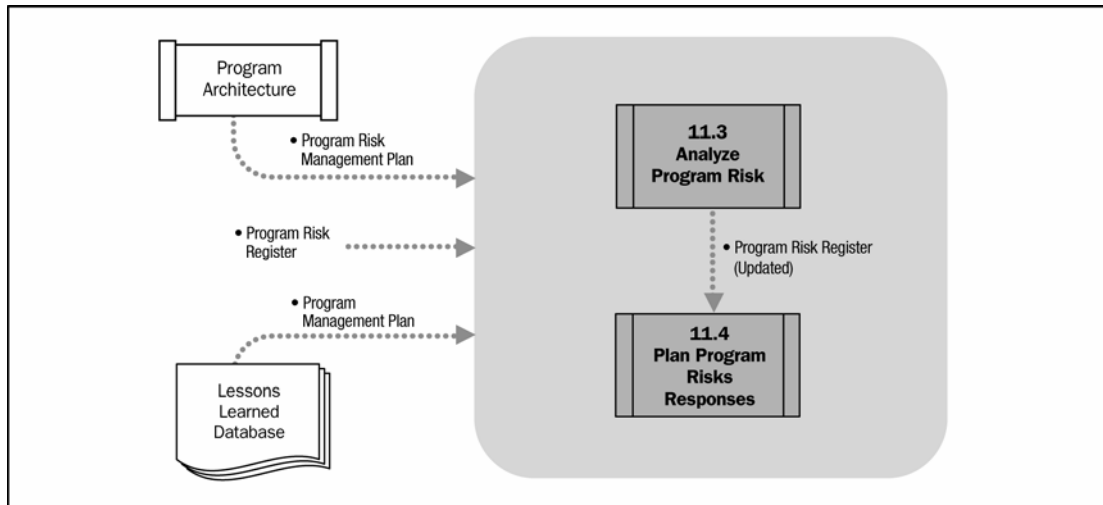 Program
Architecture
• Program Risk
Management Plan
• Program Risk
Register
• Program
Management Plan
Lessons
Learned
Database
11.3
Analyze
Program Risk
• Program Risk Register
(Updated)
11.4
Plan Program
Risks
Responses